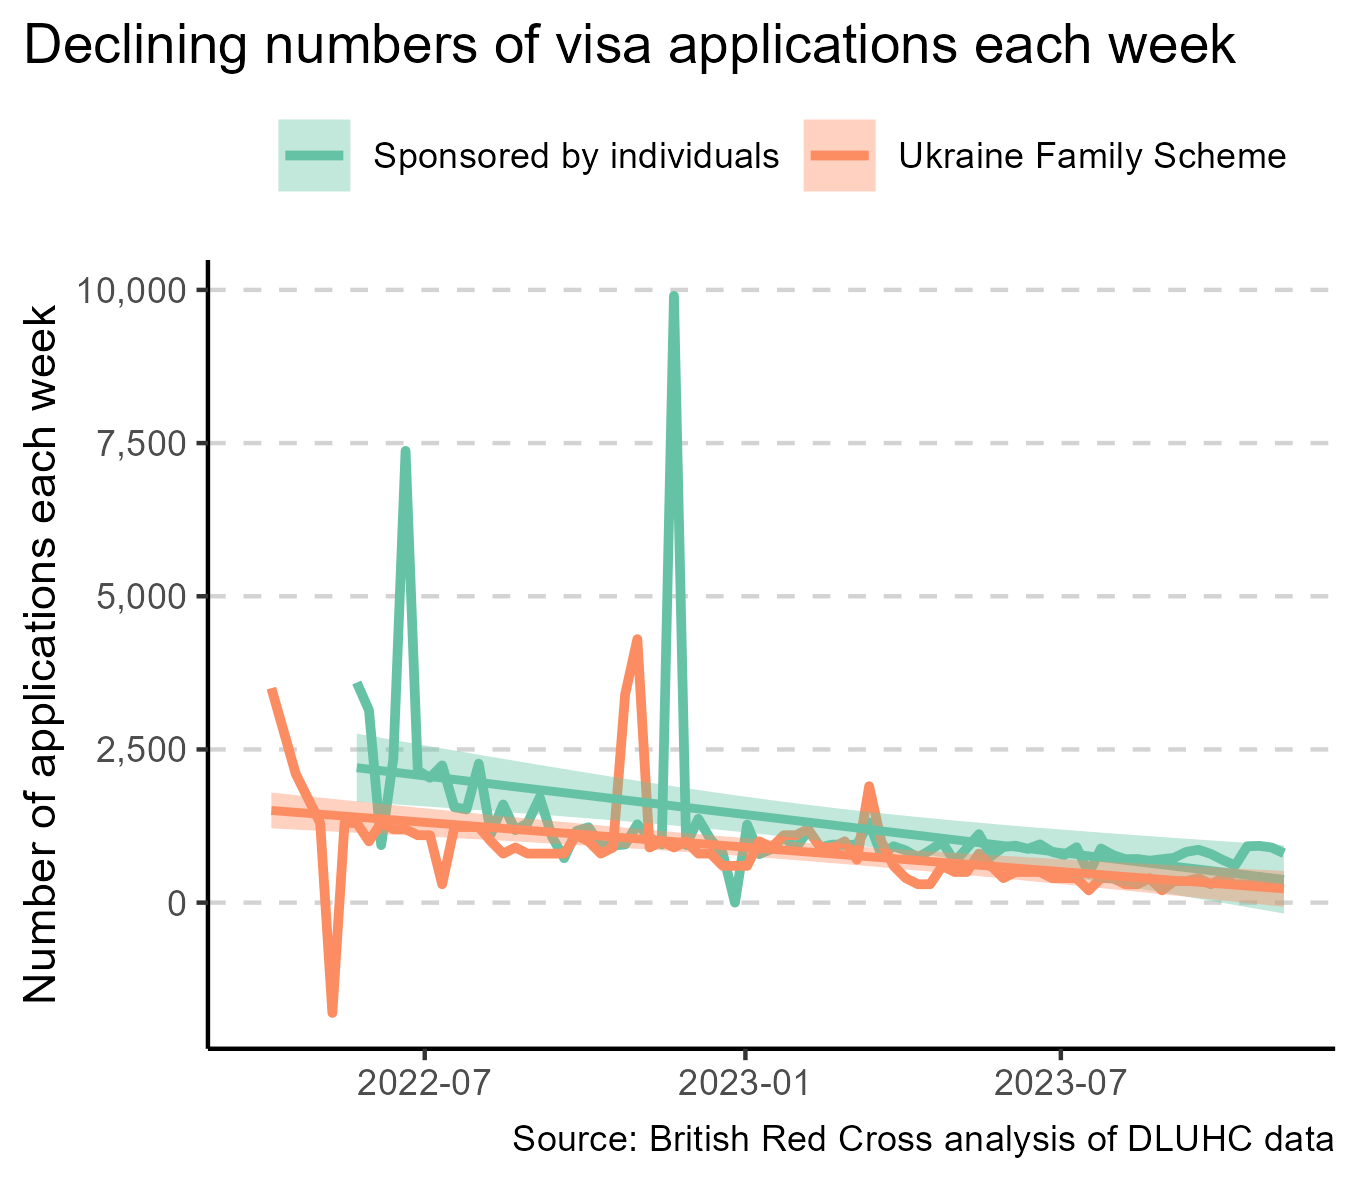 Declining numbers of visa applications each week
Sponsored by individuals
Ukraine Family Scheme
Number of applications each week
10,000
7,500
5,000
2,500
0
2022-07
2023-01
2023-07
Source: British Red Cross analysis of DLUHC data